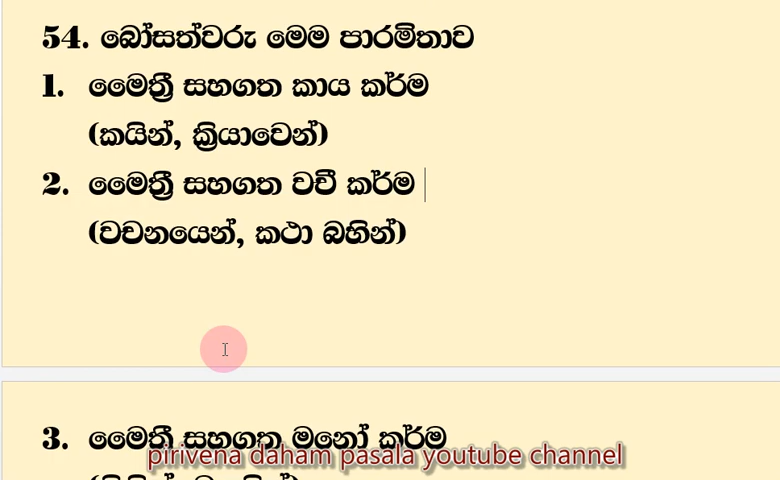 54. බෝසත්වරු මෙම පාරමිතාව
1. මෛත්‍රී සහගත කාය කර්ම
(කයින්, ක්‍රියාවෙන්)
2. මෛත්‍රී සහගත වචී කර්ම
(වචනයෙන්, කථා බහින්)
3. මෛත්‍රී සහගත මනෝ කර්ම
pirivena daham pasala youtube channel